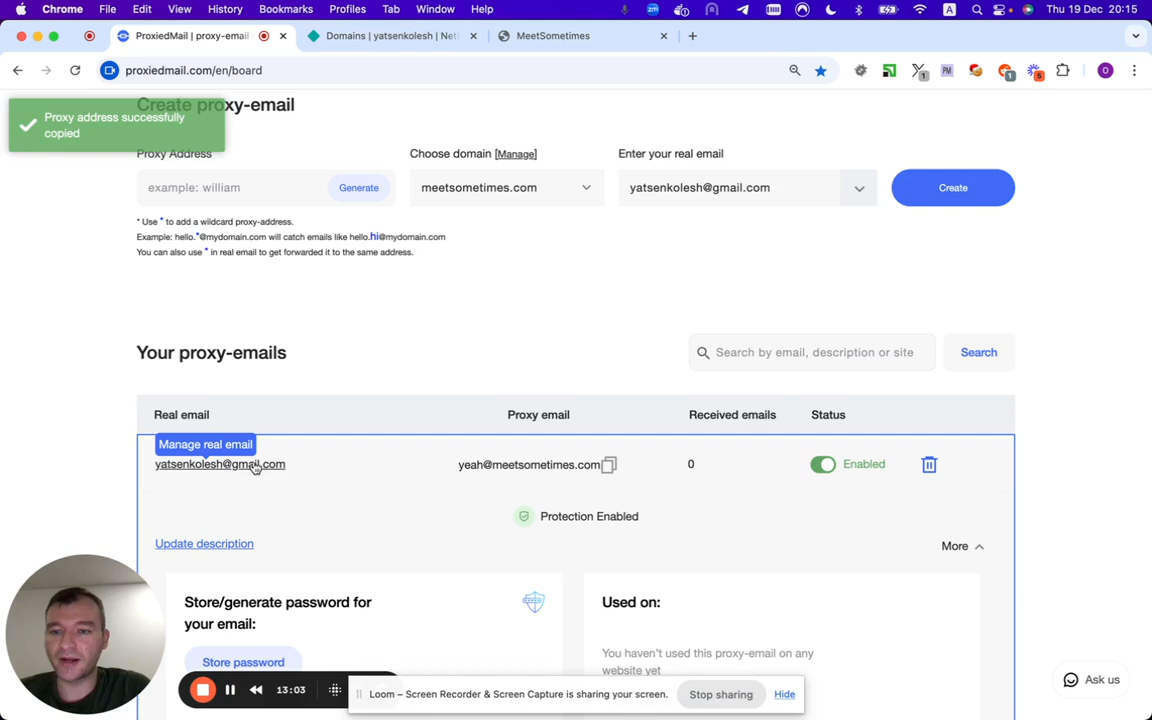 Chrome File Edit View History Bookmarks Profiles Tab Window Help A Thu 19 Dec 20:15
ProxiedMail | proxy-email Domains | yatsenkolesh | Netl MeetSometimes
proxiedmail.com/en/board PM 1 1 5 O
Create proxy-email
Proxy address successfully
copied
Proxy Address Choose domain [Manage] Enter your real email
example: william Generate meetsometimes.com yatsenkolesh@gmail.com Create
* Use * to add a wildcard proxy-address.
Example: hello.*@mydomain.com will catch emails like hello.hi@mydomain.com
You can also use * in real email to get forwarded it to the same address.
Your proxy-emails Search by email, description or site Search
Real email Proxy email Received emails Status
Manage real email
yatsenkolesh@gmail.com yeah@meetsometimes.com 0 Enabled
Protection Enabled
Update description More
Store/generate password for
your email:
Used on:
You haven't used this proxy-email on any
website yet
Store password
13:03 Loom – Screen Recorder & Screen Capture is sharing your screen. Stop sharing Hide
Ask us